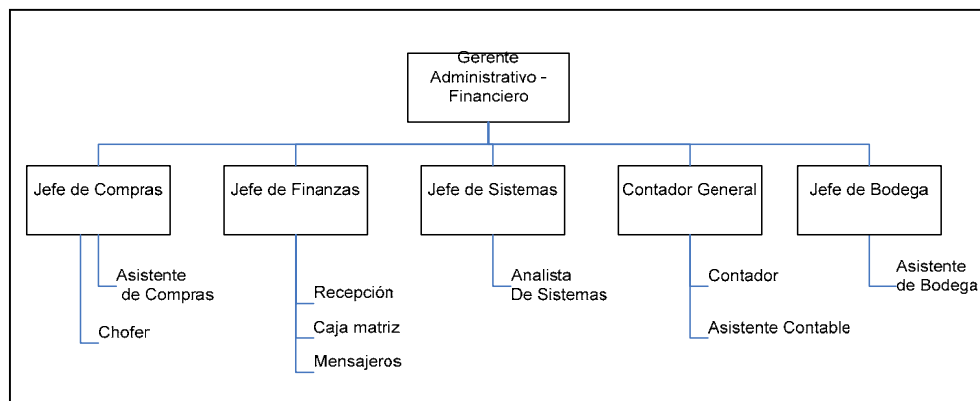 Gerente
Administrativo -
Financiero
Jefe de Compras
Jefe de Finanzas
Jefe de Sistemas
Contador General
Jefe de Bodega
Asistente
de Compras
Chofer
Recepción
Caja matriz
Mensajeros
Analista
De Sistemas
Contador
Asistente Contable
Asistente
de Bodega